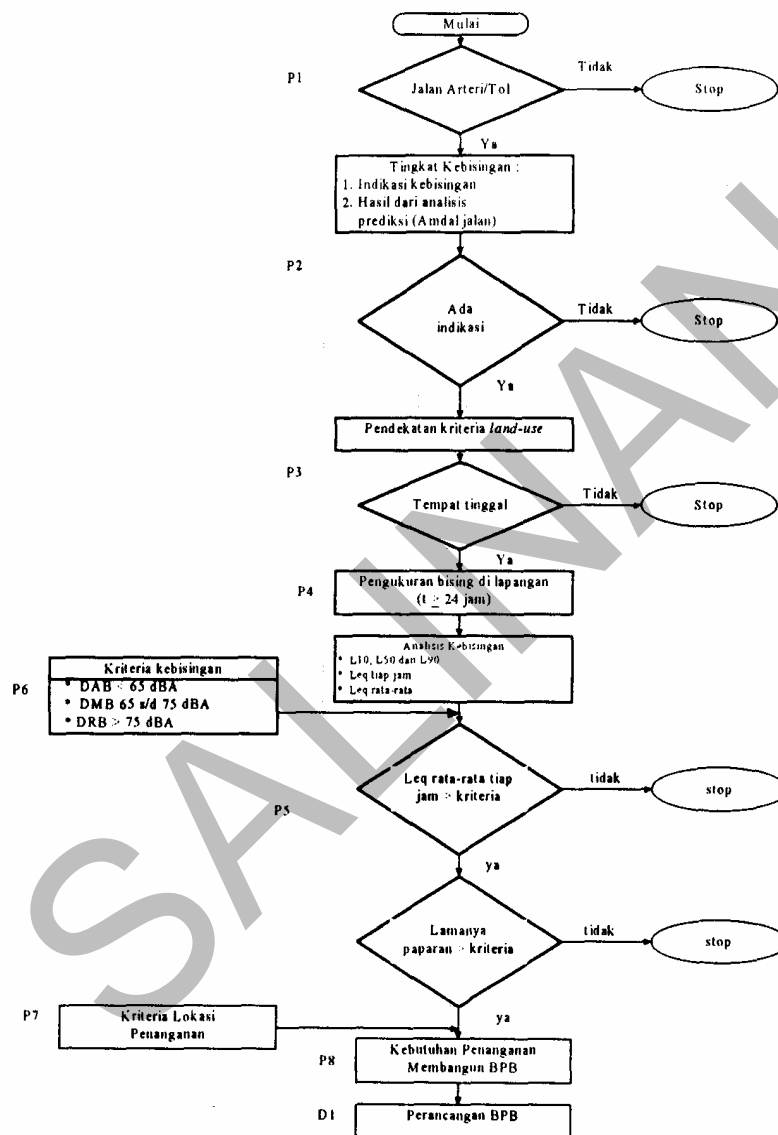 Mulai
P1
Jalan Arteri/Tol
Tidak
Stop
Ya
Tingkat Kebisingan :
1. Indikasi kebisingan
2. Hasil dari analisis
prediksi (Amdal jalan)
P2
Ada
indikasi
Tidak
Stop
Ya
Pendekatan kriteria land-use
P3
Tempat tinggal
Tidak
Stop
Ya
P4
Pengukuran bising di lapangan
(t ≥ 24 jam)
Analisis Kebisingan
* L10, L50 dan L90
* Leq tiap jam
* Leq rata-rata
P6
Kriteria kebisingan
* DAB < 65 dBA
* DMB 65 s/d 75 dBA
* DRB > 75 dBA
P5
Leq rata-rata tiap
jam > kriteria
tidak
stop
ya
Lamanya
paparan > kriteria
tidak
stop
ya
P7
Kriteria Lokasi
Penanganan
P8
Kebutuhan Penanganan
Membangun BPB
D1
Perancangan BPB
SALINAN